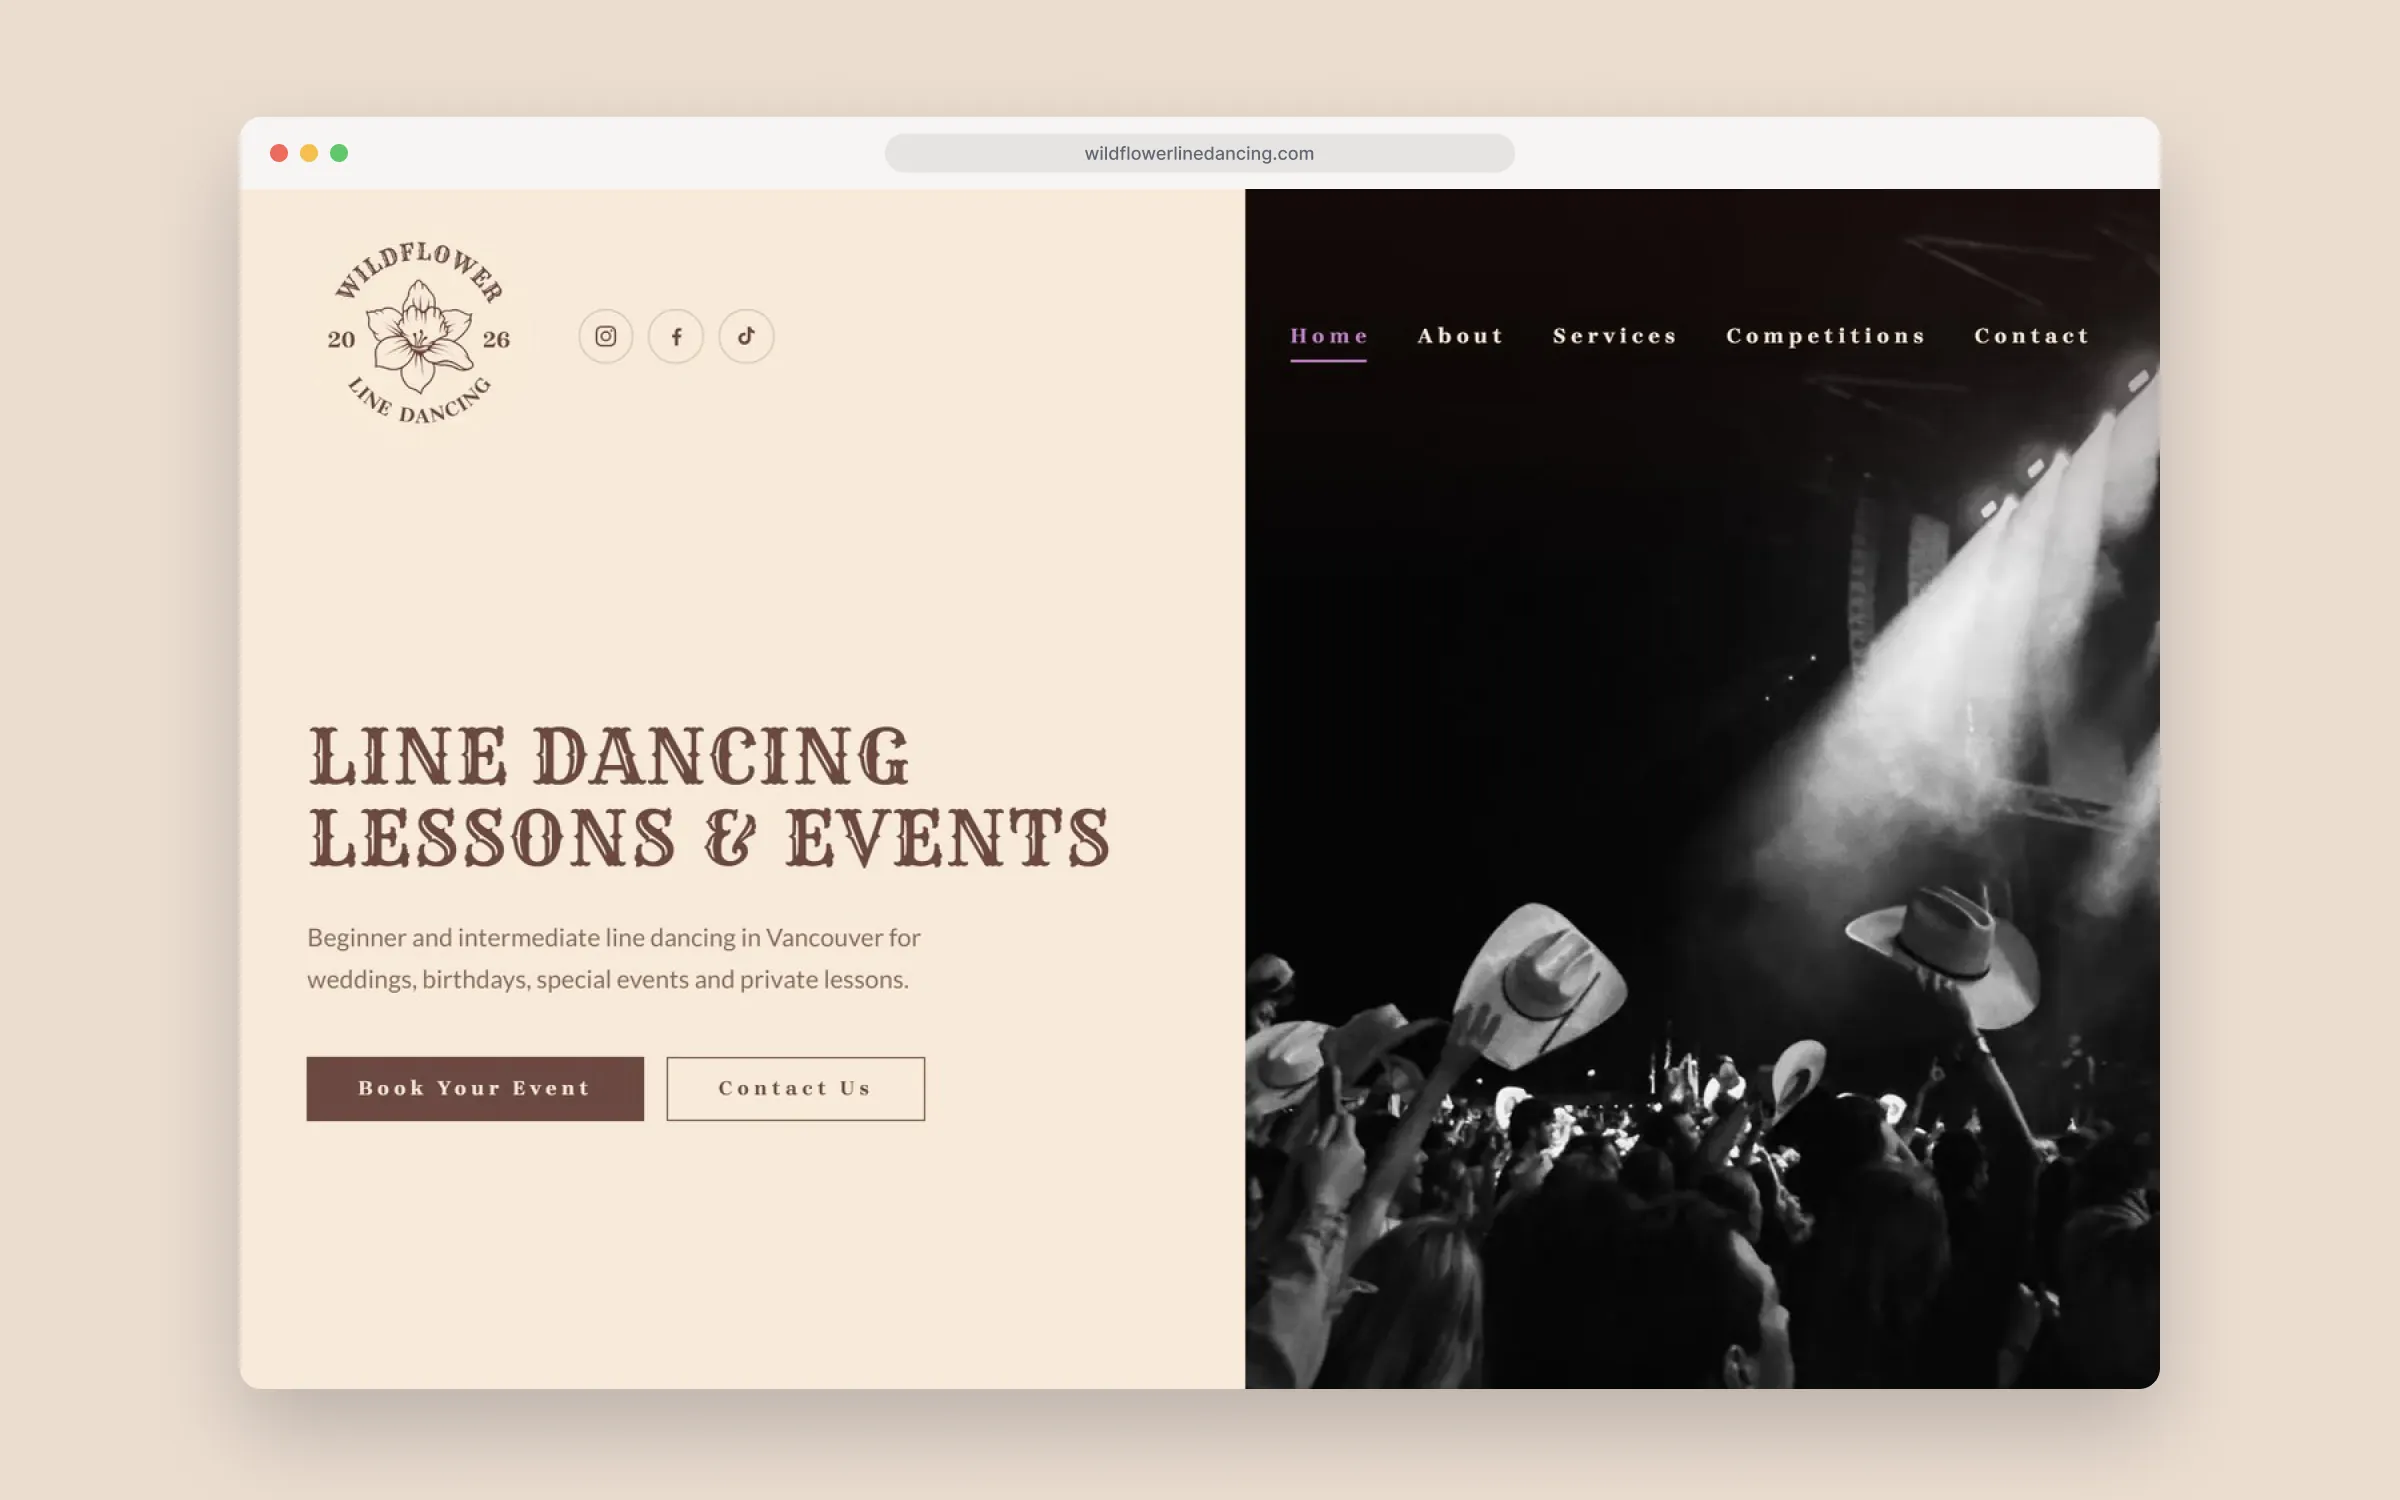 wildflowerlinedancing.com
WILDFLOWER
20 26
LINE DANCING
Home About Services Competitions Contact
LINE DANCING
LESSONS & EVENTS
Beginner and intermediate line dancing in Vancouver for
weddings, birthdays, special events and private lessons.
Book Your Event Contact Us